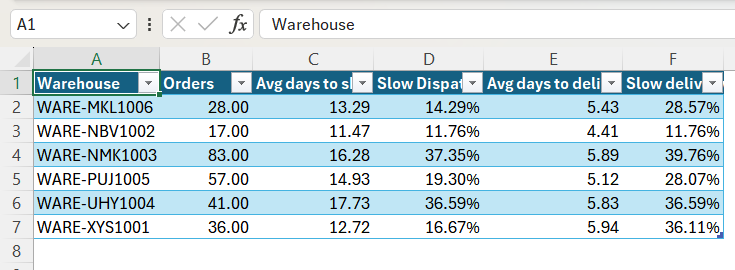 A1 fx Warehouse
A B C D E F
1 Warehouse Orders Avg days to sl Slow Dispat Avg days to deli Slow deliv
2 WARE-MKL1006 28.00 13.29 14.29% 5.43 28.57%
3 WARE-NBV1002 17.00 11.47 11.76% 4.41 11.76%
4 WARE-NMK1003 83.00 16.28 37.35% 5.89 39.76%
5 WARE-PUJ1005 57.00 14.93 19.30% 5.12 28.07%
6 WARE-UHY1004 41.00 17.73 36.59% 5.83 36.59%
7 WARE-XYS1001 36.00 12.72 16.67% 5.94 36.11%
8